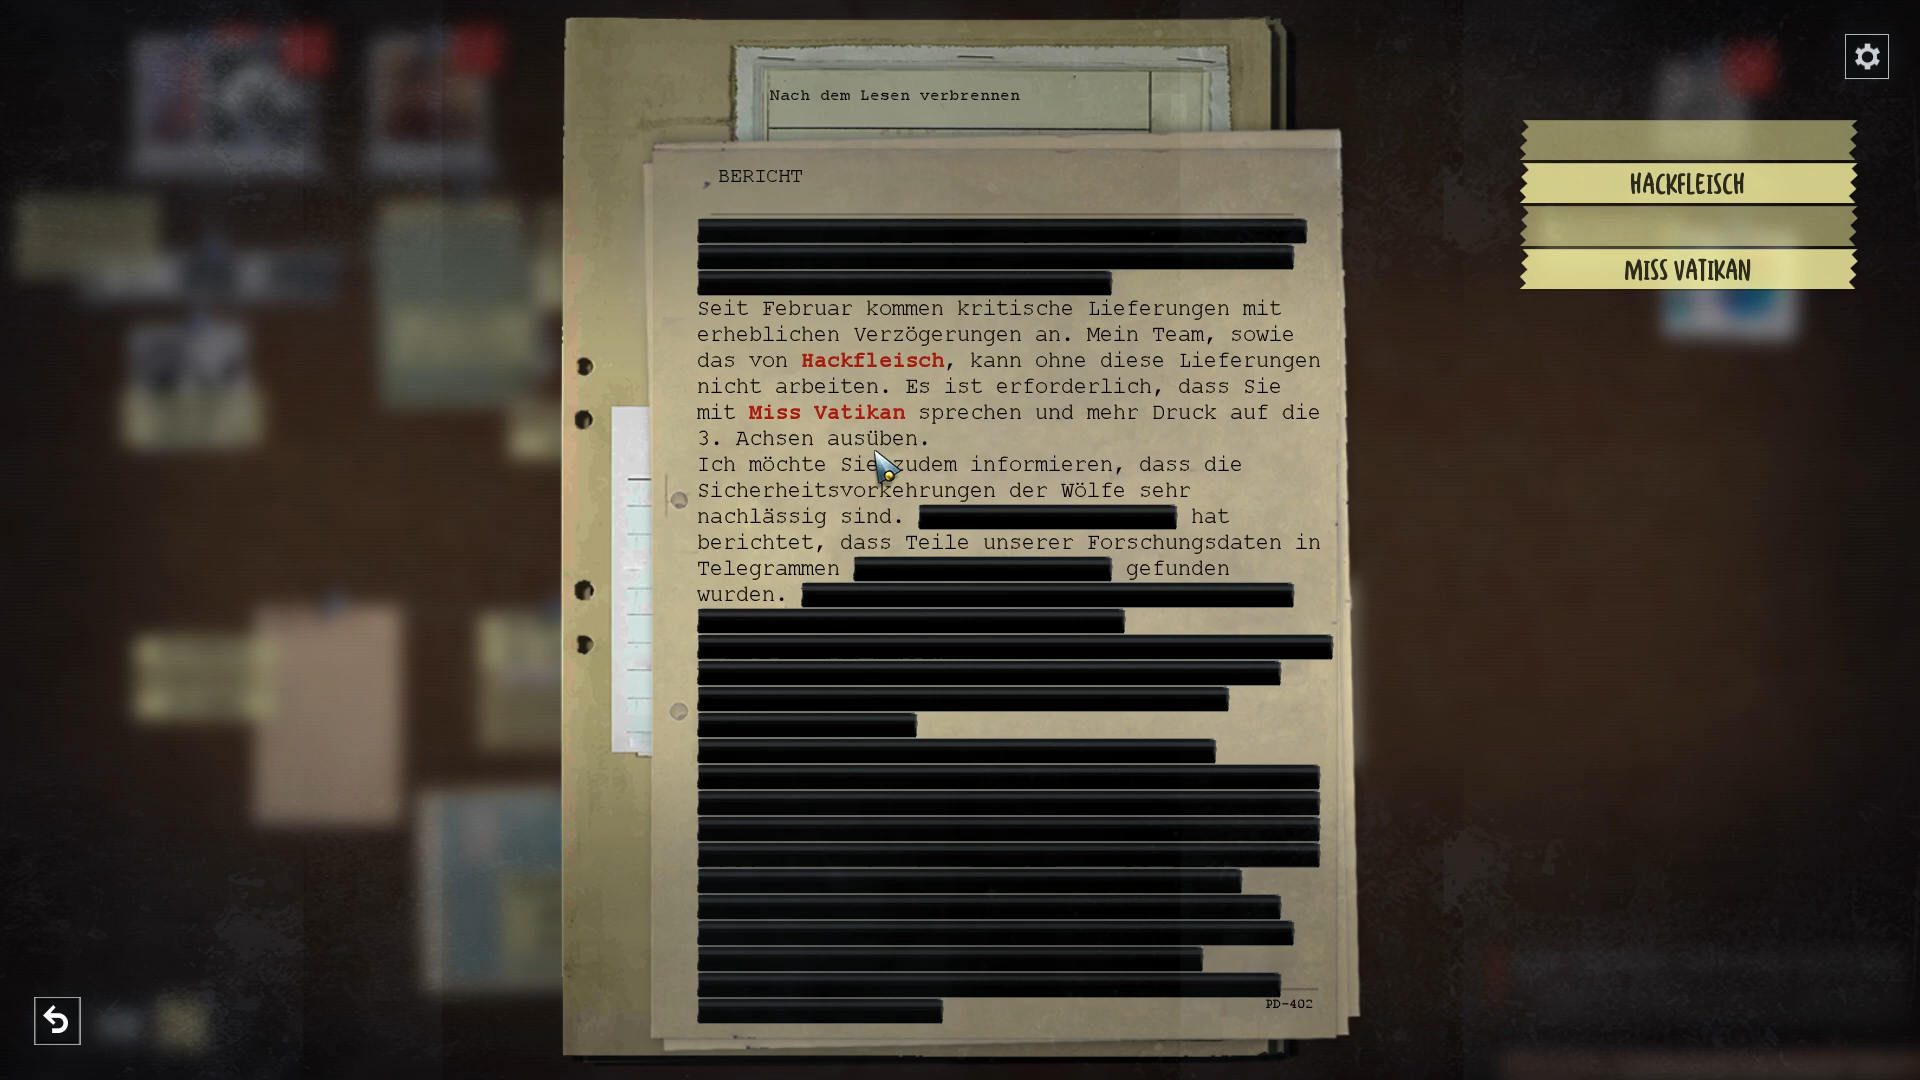 Nach dem Lesen verbrennen
BERICHT
Seit Februar kommen kritische Lieferungen mit
erheblichen Verzögerungen an. Mein Team, sowie
das von Hackfleisch, kann ohne diese Lieferungen
nicht arbeiten. Es ist erforderlich, dass Sie
mit Miss Vatikan sprechen und mehr Druck auf die
3. Achsen ausüben.
Ich möchte Sie zudem informieren, dass die
Sicherheitsvorkehrungen der Wölfe sehr
nachlässig sind. hat
berichtet, dass Teile unserer Forschungsdaten in
Telegrammen gefunden
wurden.
PD-402
HACKFLEISCH
MISS VATIKAN